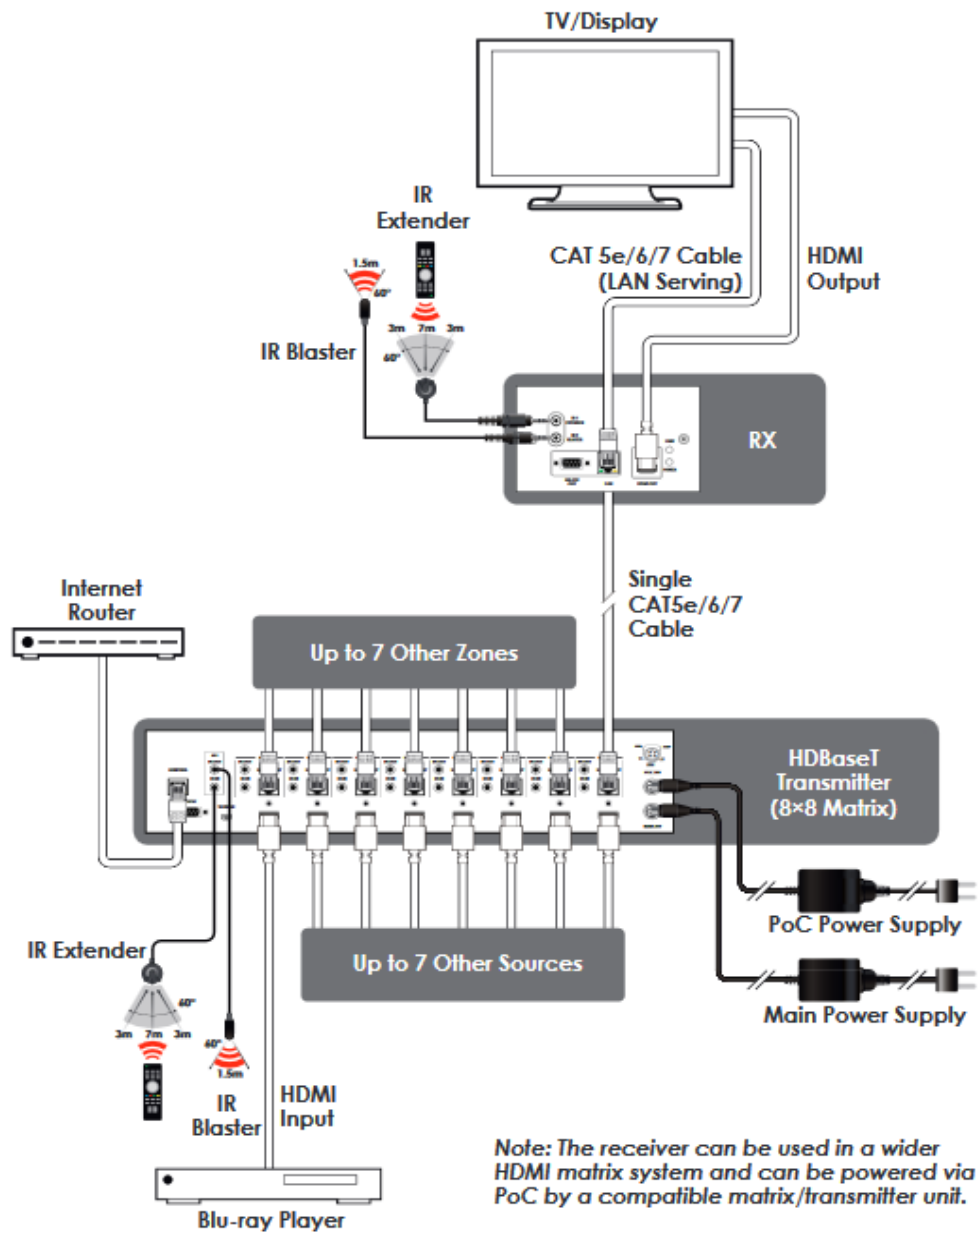 TV/Display
IR
Extender
CAT 5e/6/7 Cable
(LAN Serving)
HDMI
Output
1.5m
60°
3m 7m 3m
60°
IR Blaster
RX
Single
CAT5e/6/7
Cable
Internet
Router
Up to 7 Other Zones
HDBaseT
Transmitter
(8×8 Matrix)
PoC Power Supply
Up to 7 Other Sources
Main Power Supply
IR Extender
60°
3m 7m 3m
60°
1.5m
IR
Blaster
HDMI
Input
Note: The receiver can be used in a wider
HDMI matrix system and can be powered via
PoC by a compatible matrix/transmitter unit.
Blu-ray Player